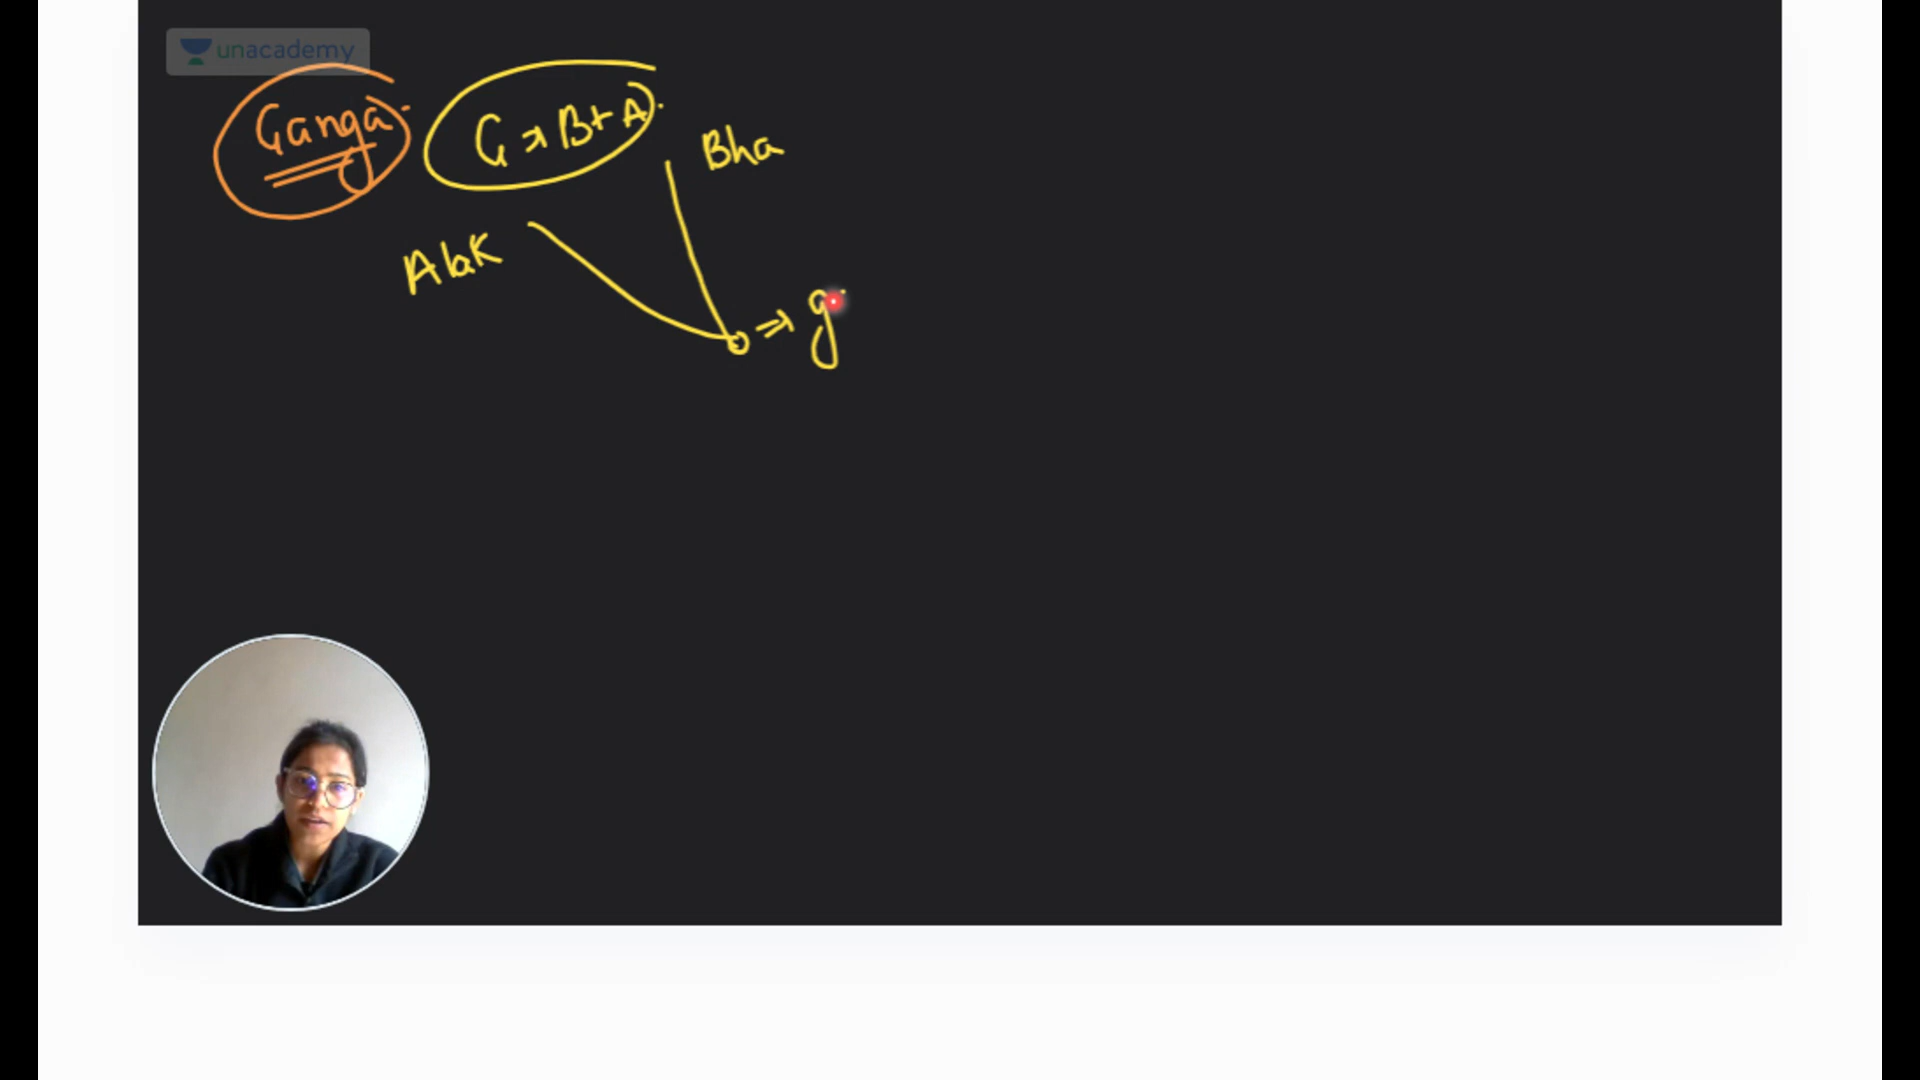 unacademy
Ganga
G → B + A
Bha
Alak
⇒ g